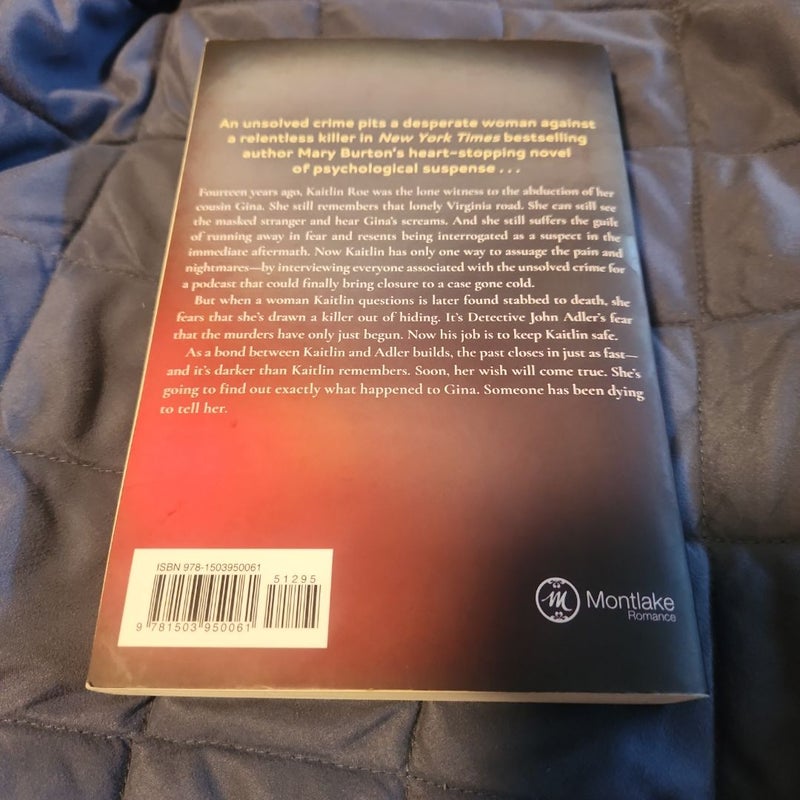 An unsolved crime pits a desperate woman against
a relentless killer in New York Times bestselling
author Mary Burton's heart-stopping novel
of psychological suspense . . .
Fourteen years ago, Kaitlin Roe was the lone witness to the abduction of her
cousin Gina. She still remembers that lonely Virginia road. She can still see
the masked stranger and hear Gina's screams. And she still suffers the guilt
of running away in fear and resents being interrogated as a suspect in the
immediate aftermath. Now Kaitlin has only one way to assuage the pain and
nightmares—by interviewing everyone associated with the unsolved crime for
a podcast that could finally bring closure to a case gone cold.
But when a woman Kaitlin questions is later found stabbed to death, she
fears that she's drawn a killer out of hiding. It's Detective John Adler's fear
that the murders have only just begun. Now his job is to keep Kaitlin safe.
As a bond between Kaitlin and Adler builds, the past closes in just as fast—
and it's darker than Kaitlin remembers. Soon, her wish will come true. She's
going to find out exactly what happened to Gina. Someone has been dying
to tell her.
ISBN 978-1503950061
51295
9 781503 950061
m Montlake
Romance